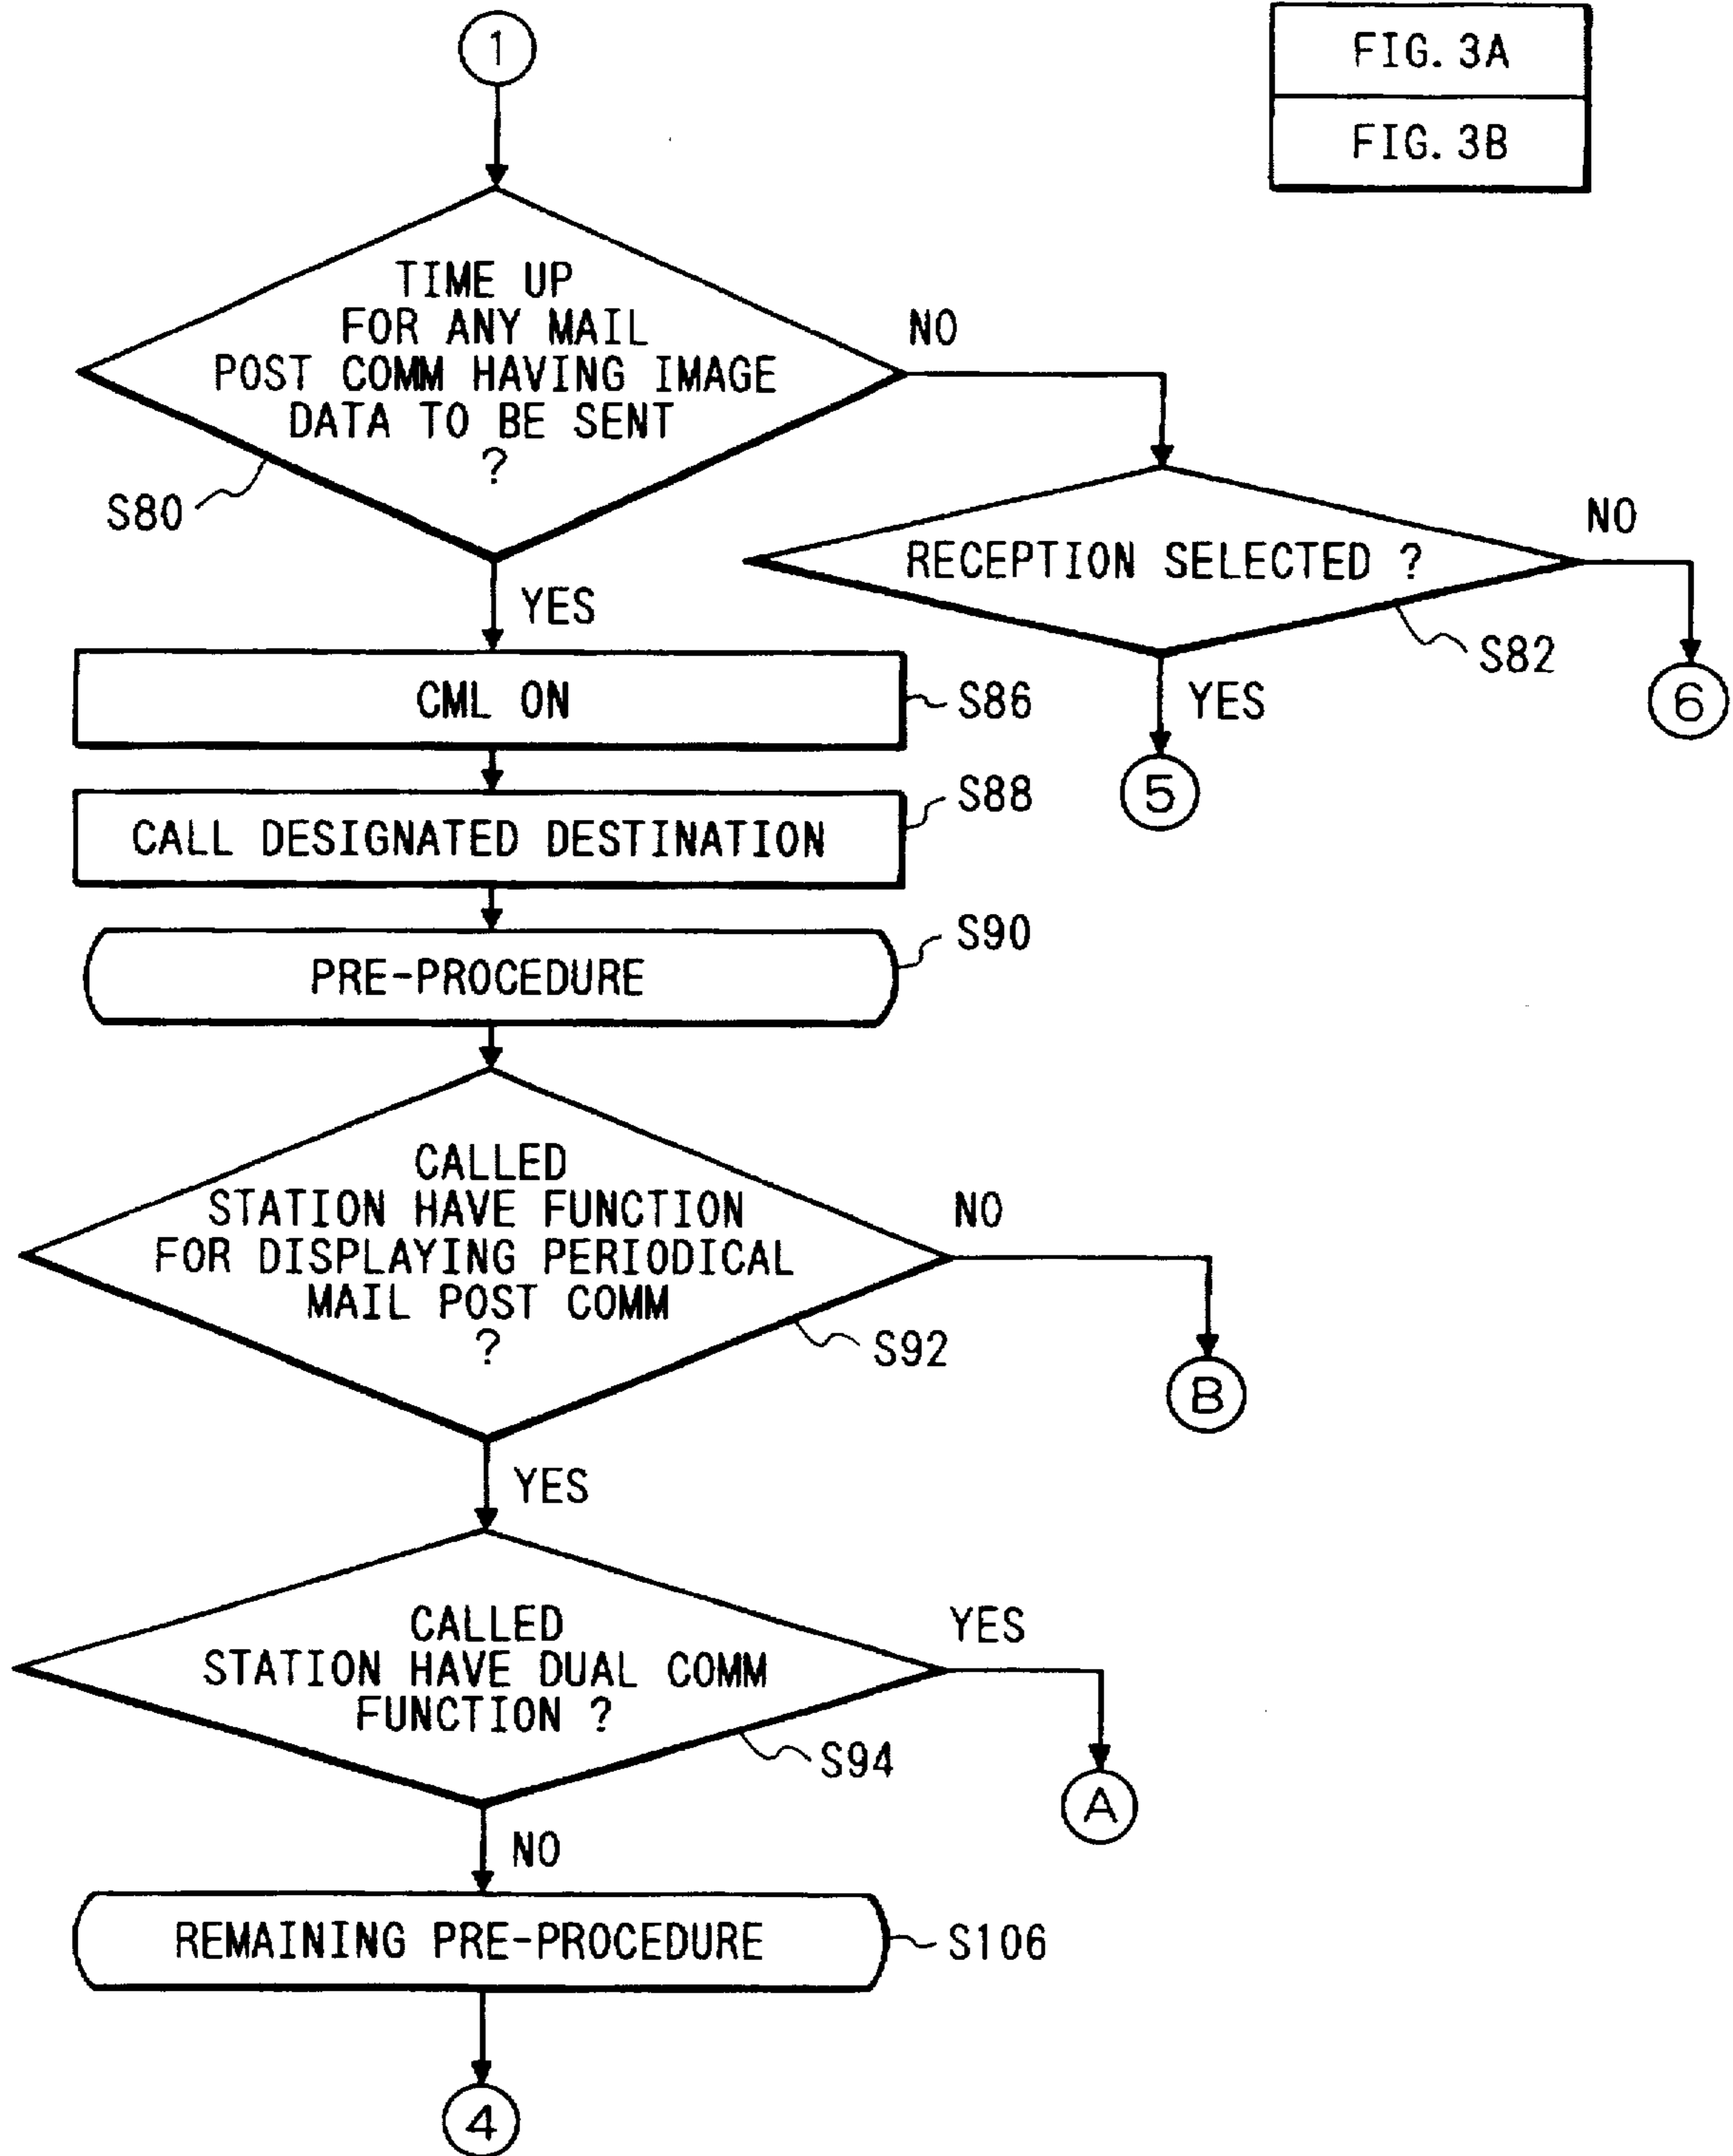 1
FIG. 3A
FIG. 3B
TIME UP
FOR ANY MAIL
POST COMM HAVING IMAGE
DATA TO BE SENT
?
NO
S80
YES
RECEPTION SELECTED ?
NO
S82
YES
6
5
CML ON
S86
CALL DESIGNATED DESTINATION
S88
PRE-PROCEDURE
S90
CALLED
STATION HAVE FUNCTION
FOR DISPLAYING PERIODICAL
MAIL POST COMM
?
NO
S92
B
YES
CALLED
STATION HAVE DUAL COMM
FUNCTION ?
YES
S94
A
NO
REMAINING PRE-PROCEDURE
S106
4